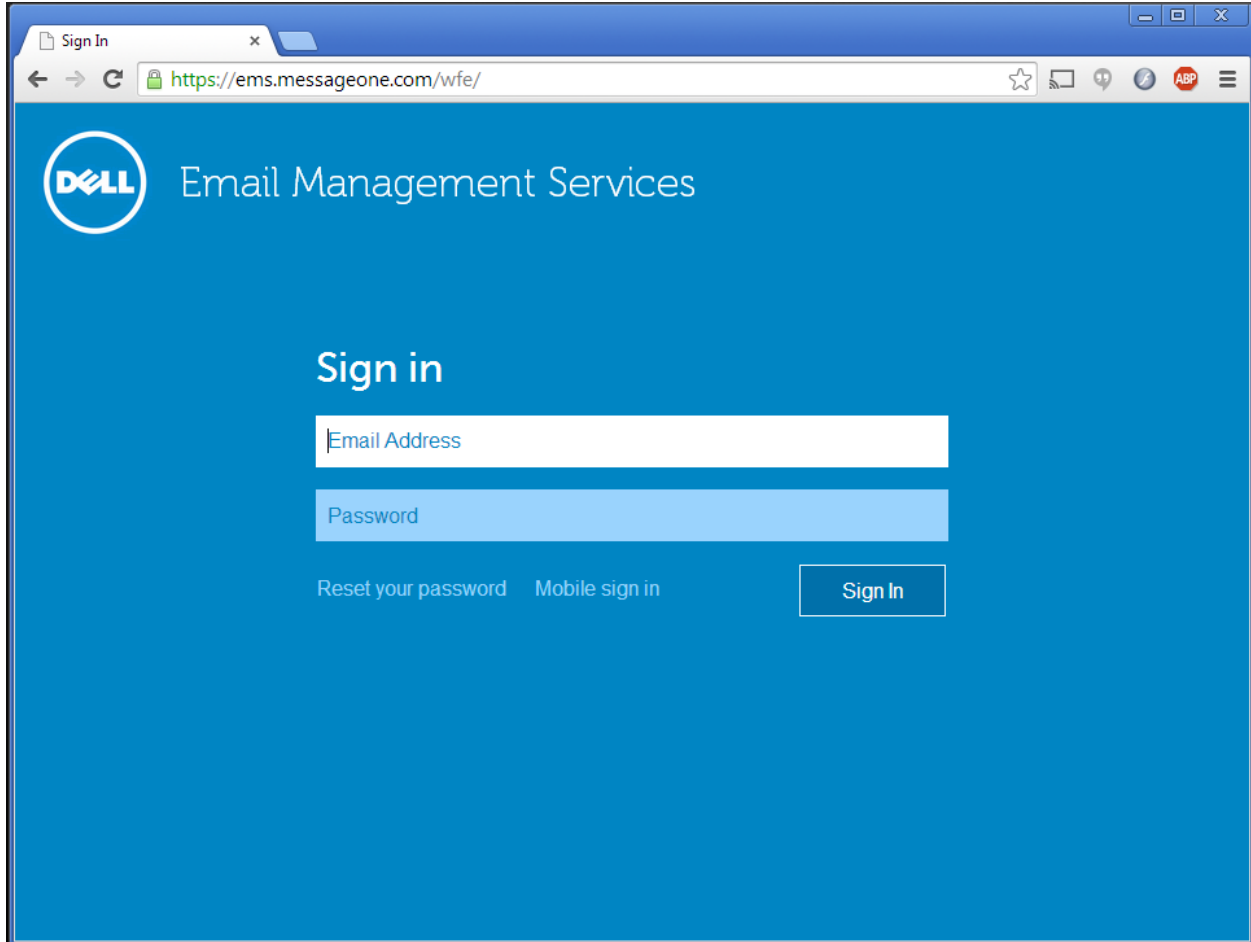 Sign In
https://ems.messageone.com/wfe/
ABP
DELL
Email Management Services
Sign in
Email Address
Password
Reset your password Mobile sign in Sign In